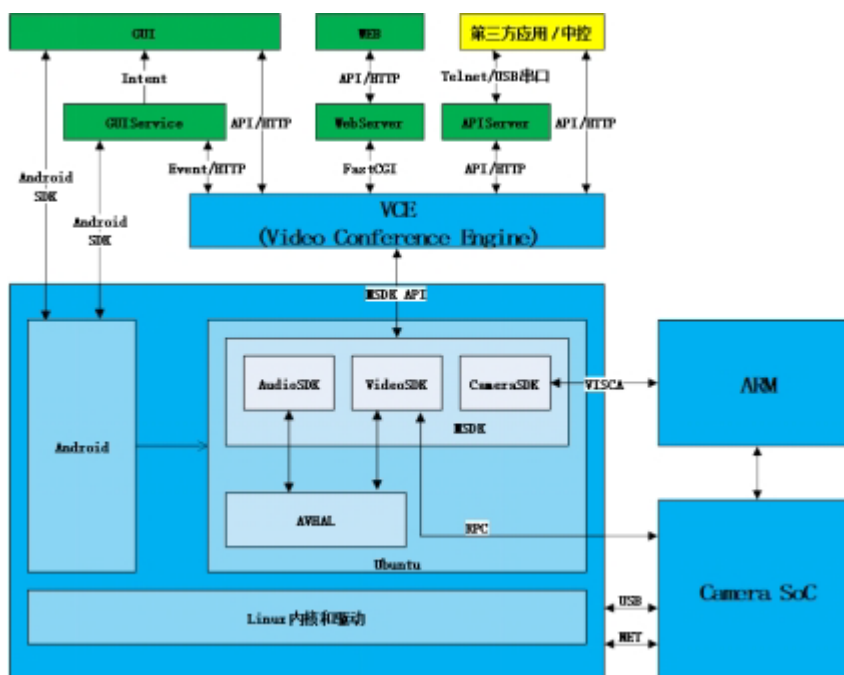 GUI
WEB
第三方应用/中控
Intent
API/HTTP
Telnet/USB串口
GUIService
API/HTTP
WebServer
APIServer
API/HTTP
Event/HTTP
FastCGI
API/HTTP
Android
SDK
Android
SDK
VCE
(Video Conference Engine)
MSDK API
AudioSDK
VideoSDK
CameraSDK
VISCA
ARM
MSDK
Android
AVHAL
RPC
Ubuntu
Camera SoC
USB
Linux内核和驱动
NET